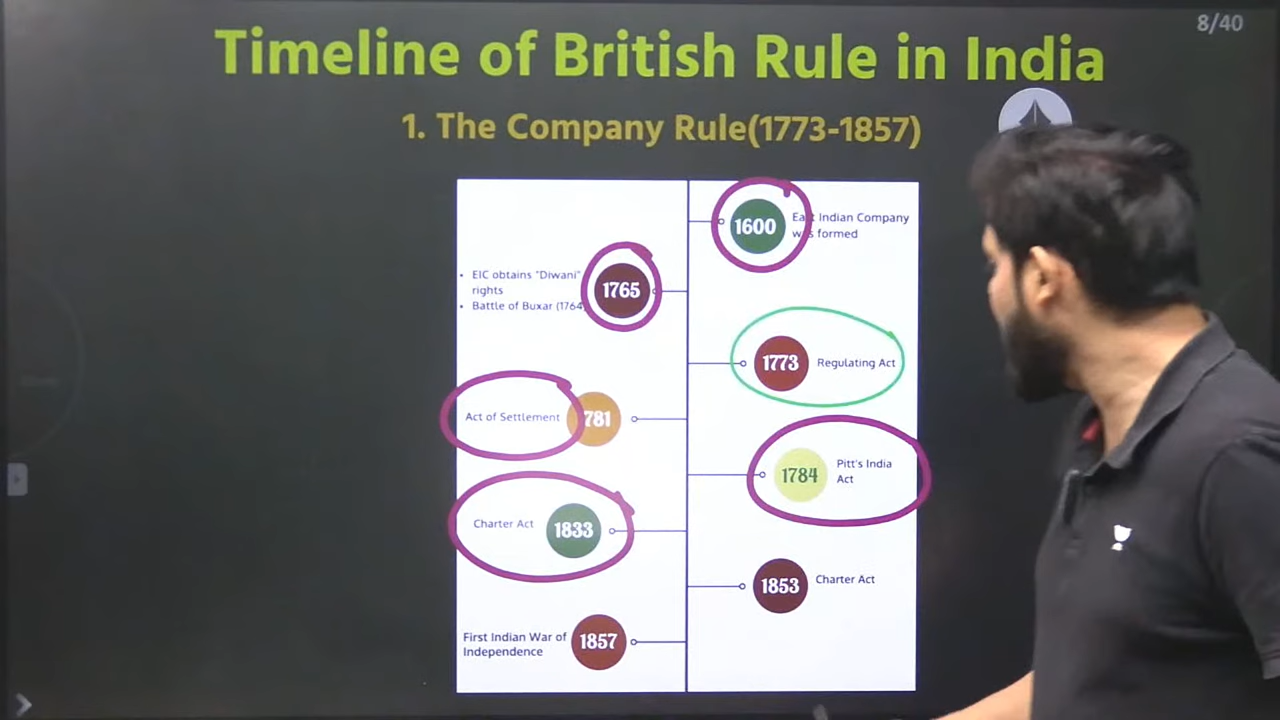 8/40
Timeline of British Rule in India
1. The Company Rule(1773-1857)
1600
East Indian Company
was formed
• EIC obtains "Diwani"
rights
• Battle of Buxar (1764
1765
1773
Regulating Act
Act of Settlement
781
1784
Pitt's India
Act
Charter Act
1833
1853
Charter Act
First Indian War of
Independence
1857